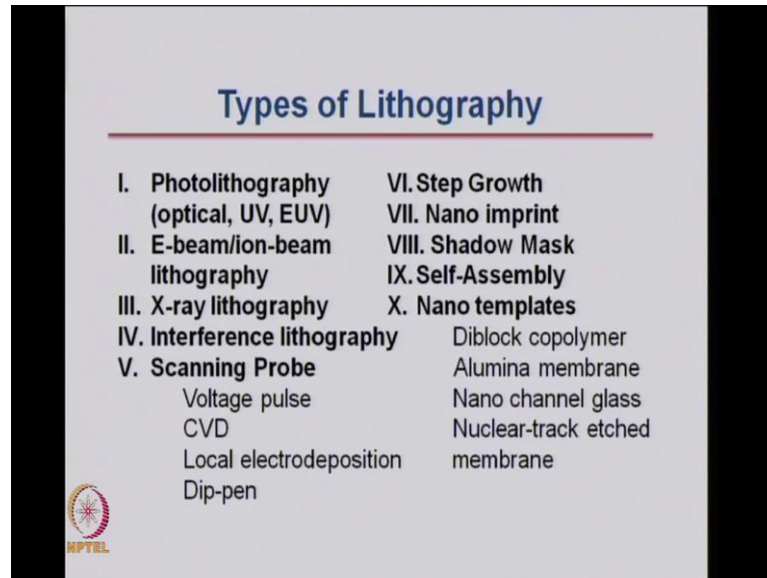 Types of Lithography
I. Photolithography
(optical, UV, EUV)
II. E-beam/ion-beam
lithography
III. X-ray lithography
IV. Interference lithography
V. Scanning Probe
Voltage pulse
CVD
Local electrodeposition
Dip-pen
VI. Step Growth
VII. Nano imprint
VIII. Shadow Mask
IX. Self-Assembly
X. Nano templates
Diblock copolymer
Alumina membrane
Nano channel glass
Nuclear-track etched
membrane
NPTEL